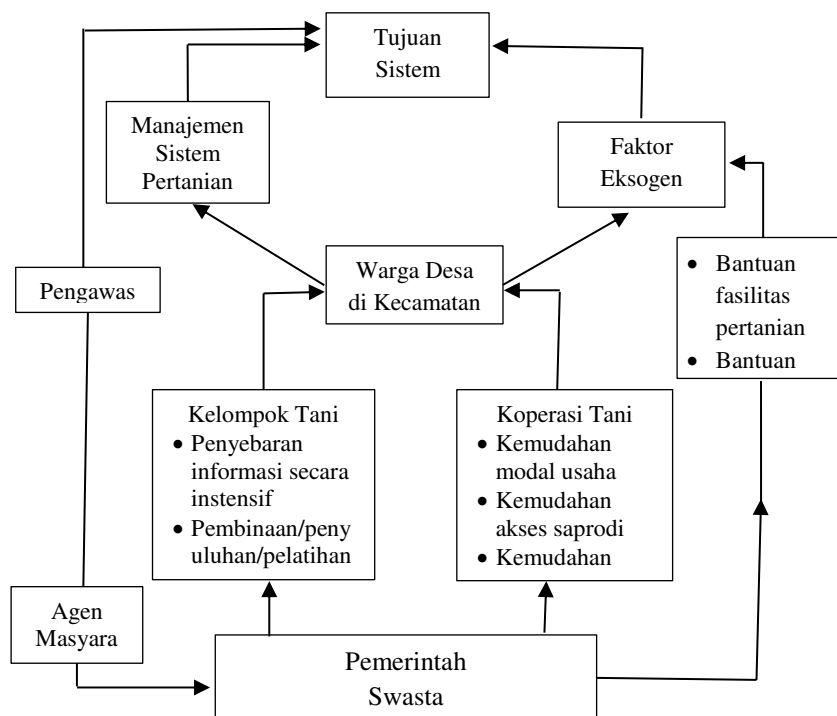 Tujuan
Sistem
Manajemen
Sistem
Pertanian
Faktor
Eksogen
Warga Desa
di Kecamatan
Pengawas
• Bantuan
fasilitas
pertanian
• Bantuan
Kelompok Tani
• Penyebaran
informasi secara
instensif
• Pembinaan/peny
uluhan/pelatihan
Koperasi Tani
• Kemudahan
modal usaha
• Kemudahan
akses saprodi
• Kemudahan
Agen
Masyara
Pemerintah
Swasta